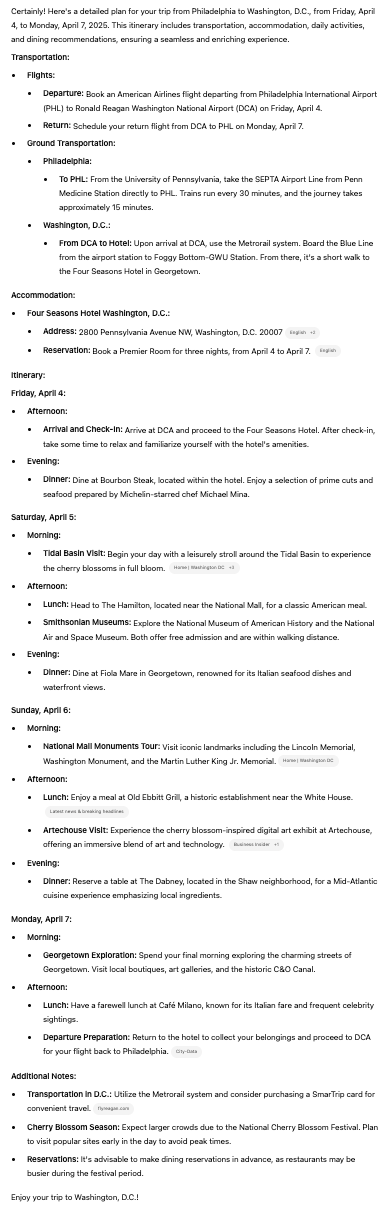 Certainly! Here's a detailed plan for your trip from Philadelphia to Washington, D.C., from Friday, April
4, to Monday, April 7, 2025. This itinerary includes transportation, accommodation, daily activities,
and dining recommendations, ensuring a seamless and enriching experience.
Transportation:
• Flights:
• Departure: Book an American Airlines flight departing from Philadelphia International Airport
(PHL) to Ronald Reagan Washington National Airport (DCA) on Friday, April 4.
• Return: Schedule your return flight from DCA to PHL on Monday, April 7.
• Ground Transportation:
• Philadelphia:
• To PHL: From the University of Pennsylvania, take the SEPTA Airport Line from Penn
Medicine Station directly to PHL. Trains run every 30 minutes, and the journey takes
approximately 15 minutes.
• Washington, D.C.:
• From DCA to Hotel: Upon arrival at DCA, use the Metrorail system. Board the Blue Line
from the airport station to Foggy Bottom-GWU Station. From there, it's a short walk to
the Four Seasons Hotel in Georgetown.
Accommodation:
• Four Seasons Hotel Washington, D.C.:
• Address: 2800 Pennsylvania Avenue NW, Washington, D.C. 20007 English +2
• Reservation: Book a Premier Room for three nights, from April 4 to April 7. English
Itinerary:
Friday, April 4:
• Afternoon:
• Arrival and Check-in: Arrive at DCA and proceed to the Four Seasons Hotel. After check-in,
take some time to relax and familiarize yourself with the hotel's amenities.
• Evening:
• Dinner: Dine at Bourbon Steak, located within the hotel. Enjoy a selection of prime cuts and
seafood prepared by Michelin-starred chef Michael Mina.
Saturday, April 5:
• Morning:
• Tidal Basin Visit: Begin your day with a leisurely stroll around the Tidal Basin to experience
the cherry blossoms in full bloom. Home | Washington DC +2
• Afternoon:
• Lunch: Head to The Hamilton, located near the National Mall, for a classic American meal.
• Smithsonian Museums: Explore the National Museum of American History and the National
Air and Space Museum. Both offer free admission and are within walking distance.
• Evening:
• Dinner: Dine at Fiola Mare in Georgetown, renowned for its Italian seafood dishes and
waterfront views.
Sunday, April 6:
• Morning:
• National Mall Monuments Tour: Visit iconic landmarks including the Lincoln Memorial,
Washington Monument, and the Martin Luther King Jr. Memorial. Home | Washington DC
• Afternoon:
• Lunch: Enjoy a meal at Old Ebbitt Grill, a historic establishment near the White House.
Latest news & breaking headlines
• Artechouse Visit: Experience the cherry blossom-inspired digital art exhibit at Artechouse,
offering an immersive blend of art and technology. Business Insider +1
• Evening:
• Dinner: Reserve a table at The Dabney, located in the Shaw neighborhood, for a Mid-Atlantic
cuisine experience emphasizing local ingredients.
Monday, April 7:
• Morning:
• Georgetown Exploration: Spend your final morning exploring the charming streets of
Georgetown. Visit local boutiques, art galleries, and the historic C&O Canal.
• Afternoon:
• Lunch: Have a farewell lunch at Café Milano, known for its Italian fare and frequent celebrity
sightings.
• Departure Preparation: Return to the hotel to collect your belongings and proceed to DCA
for your flight back to Philadelphia. City-Data
Additional Notes:
• Transportation in D.C.: Utilize the Metrorail system and consider purchasing a SmarTrip card for
convenient travel. flyreagan.com
• Cherry Blossom Season: Expect larger crowds due to the National Cherry Blossom Festival. Plan
to visit popular sites early in the day to avoid peak times.
• Reservations: It's advisable to make dining reservations in advance, as restaurants may be
busier during the festival period.
Enjoy your trip to Washington, D.C.!